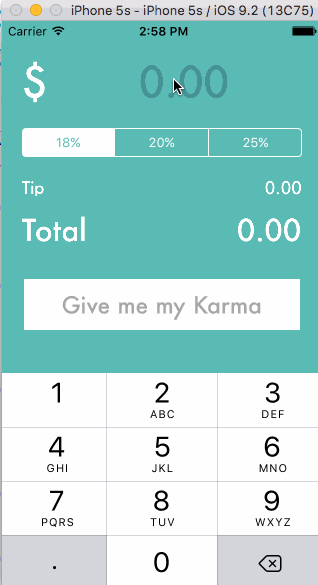 iPhone 5s - iPhone 5s / iOS 9.2 (13C75)
Carrier 2:58 PM
$ 0.00
18% 20% 25%
Tip 0.00
Total 0.00
Give me my Karma
1 2 3
ABC DEF
4 5 6
GHI JKL MNO
7 8 9
PQRS TUV WXYZ
. 0